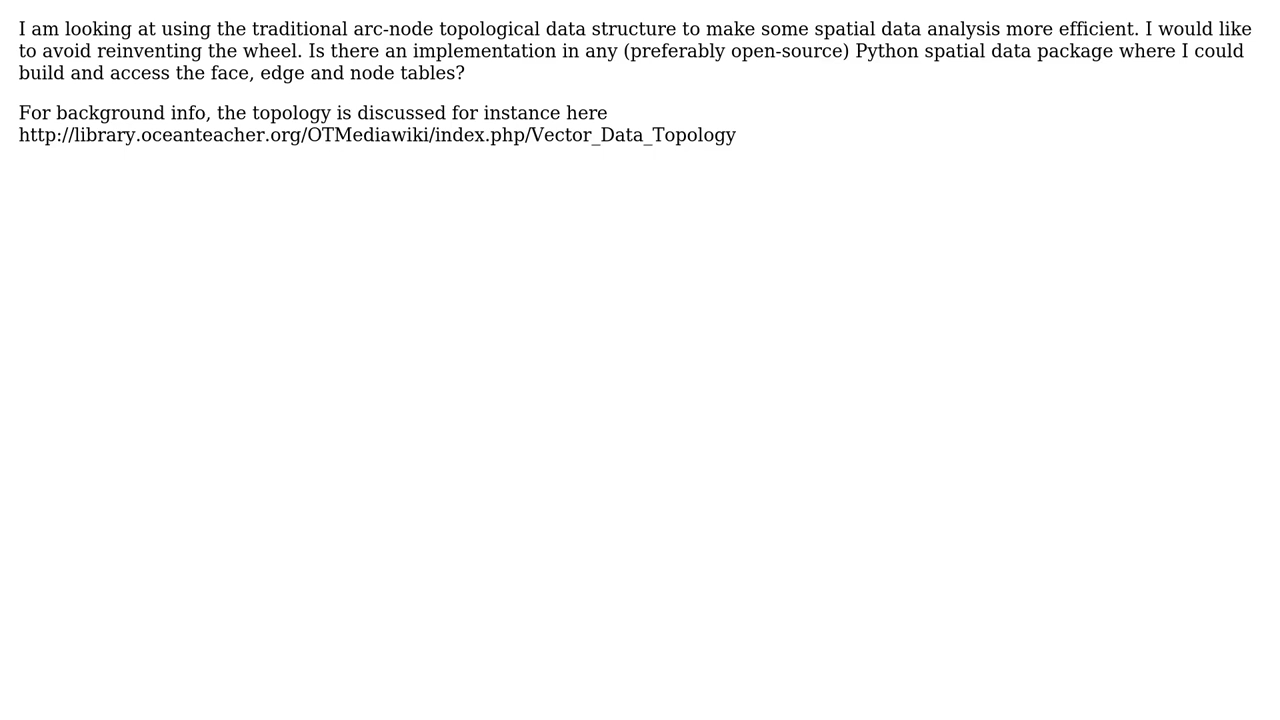 I am looking at using the traditional arc-node topological data structure to make some spatial data analysis more efficient. I would like
to avoid reinventing the wheel. Is there an implementation in any (preferably open-source) Python spatial data package where I could
build and access the face, edge and node tables?
For background info, the topology is discussed for instance here
http://library.oceanteacher.org/OTMediawiki/index.php/Vector_Data_Topology